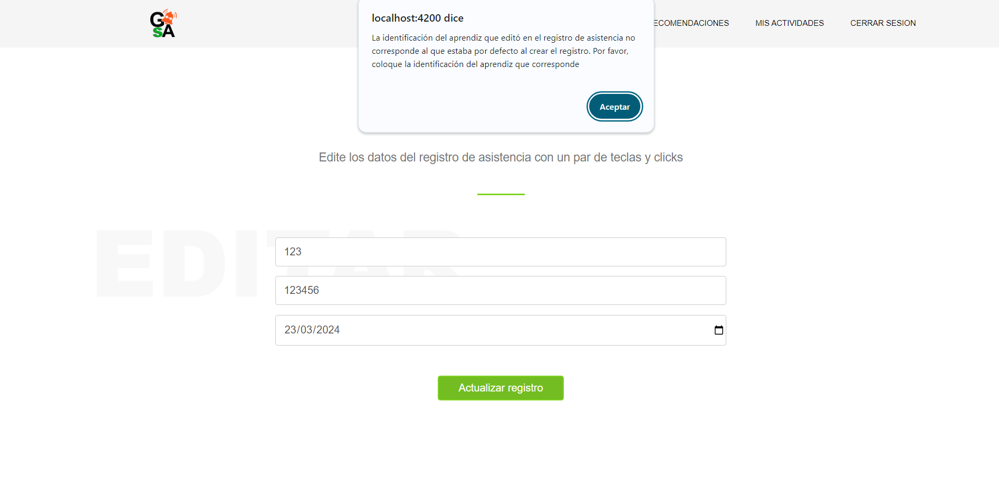 GSA
localhost:4200 dice
La identificación del aprendiz que editó en el registro de asistencia no
corresponde al que estaba por defecto al crear el registro. Por favor,
coloque la identificación del aprendiz que corresponde
Aceptar
ECOMENDACIONES
MIS ACTIVIDADES
CERRAR SESION
Edite los datos del registro de asistencia con un par de teclas y clicks
EDITAR
123
123456
23/03/2024
Actualizar registro